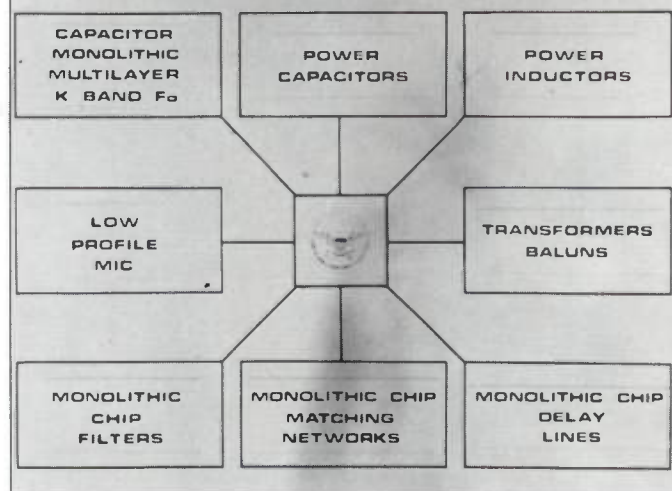 CAPACITOR
MONOLITHIC
MULTILAYER
K BAND Fo
POWER
CAPACITORS
POWER
INDUCTORS
LOW
PROFILE
MIC
TRANSFORMERS
BALUNS
MONOLITHIC
CHIP
FILTERS
MONOLITHIC CHIP
MATCHING
NETWORKS
MONOLITHIC CHIP
DELAY
LINES